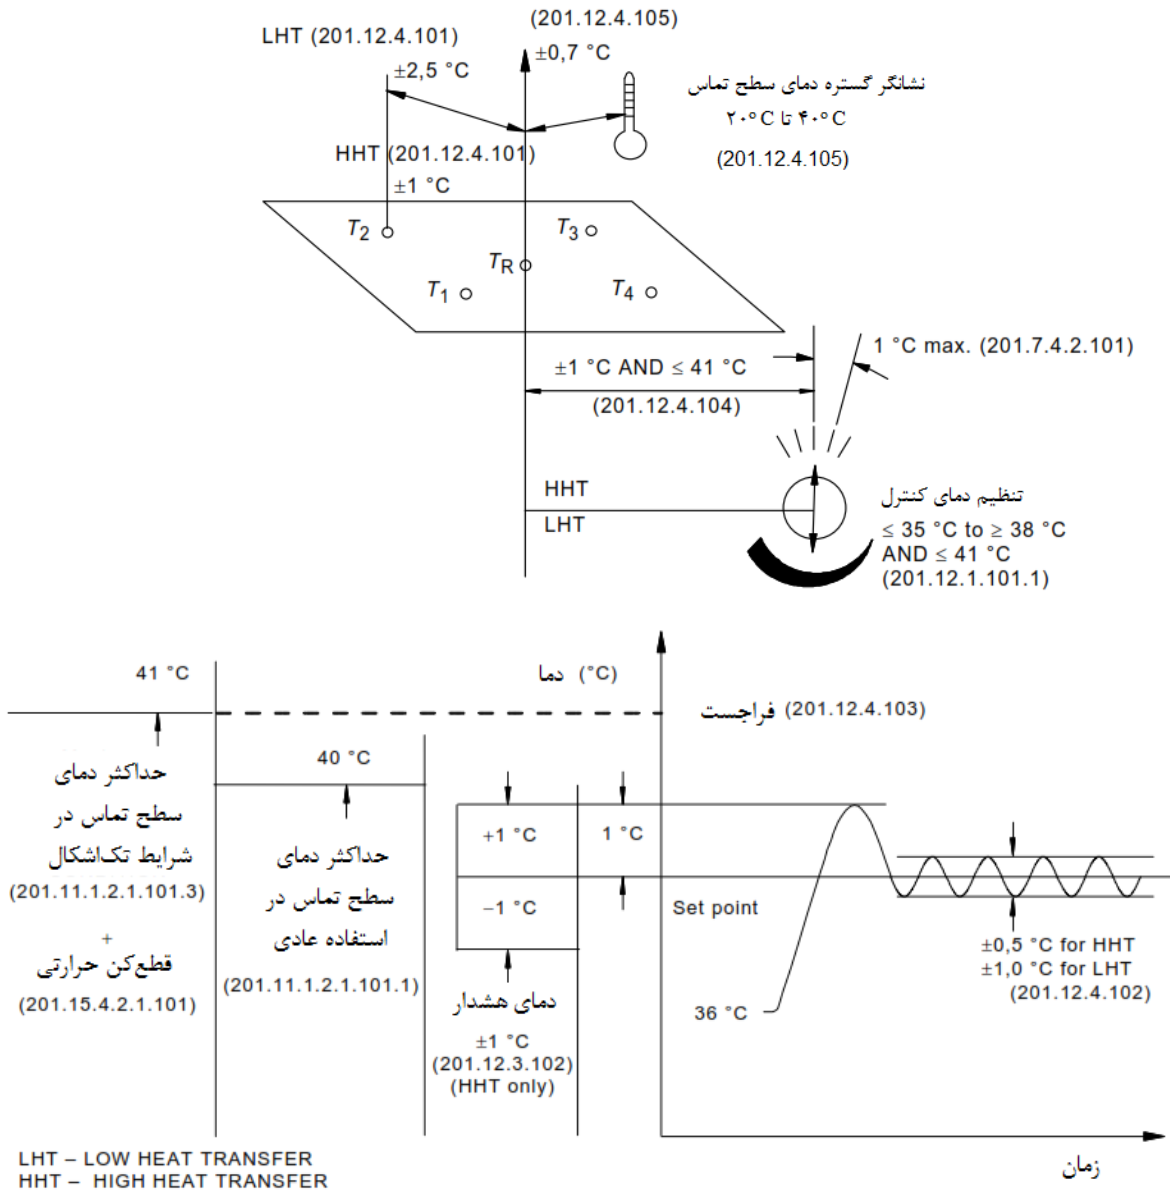 (201.12.4.105)
LHT (201.12.4.101)
±0,7 °C
±2,5 °C
نشانگر گستره دمای سطح تماس
۲۰°C تا ۴۰°C
(201.12.4.105)
HHT (201.12.4.101)
±1 °C
T2
T3
TR
T1
T4
1 °C max. (201.7.4.2.101)
±1 °C AND ≤ 41 °C
(201.12.4.104)
HHT
LHT
تنظیم دمای کنترل
≤ 35 °C to ≥ 38 °C
AND ≤ 41 °C
(201.12.1.101.1)
41 °C
دما (°C)
فراجست (201.12.4.103)
40 °C
حداکثر دمای
سطح تماس در
شرایط تک‌اشکال
(201.11.1.2.1.101.3)
+
قطع‌کن حرارتی
(201.15.4.2.1.101)
حداکثر دمای
سطح تماس در
استفاده عادی
(201.11.1.2.1.101.1)
+1 °C
1 °C
−1 °C
دمای هشدار
±1 °C
(201.12.3.102)
(HHT only)
Set point
36 °C
±0,5 °C for HHT
±1,0 °C for LHT
(201.12.4.102)
زمان
LHT – LOW HEAT TRANSFER
HHT – HIGH HEAT TRANSFER